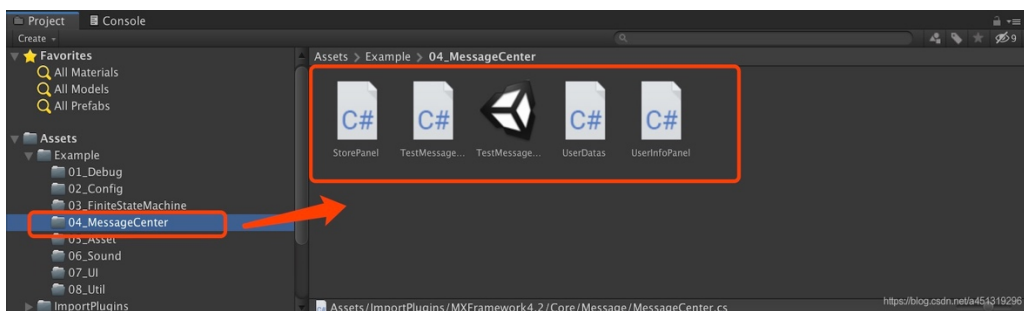 Project Console
Create
9
Favorites
All Materials
All Models
All Prefabs
Assets
Example
01_Debug
02_Config
03_FiniteStateMachine
04_MessageCenter
05_Asset
06_Sound
07_UI
08_Util
ImportPlugins
Assets > Example > 04_MessageCenter
C# C# C# C#
StorePanel TestMessage... TestMessage... UserDatas UserInfoPanel
Assets/ImportPlugins/MXFramework4.2/Core/Message/MessageCenter.cs
https://blog.csdn.net/a451319296